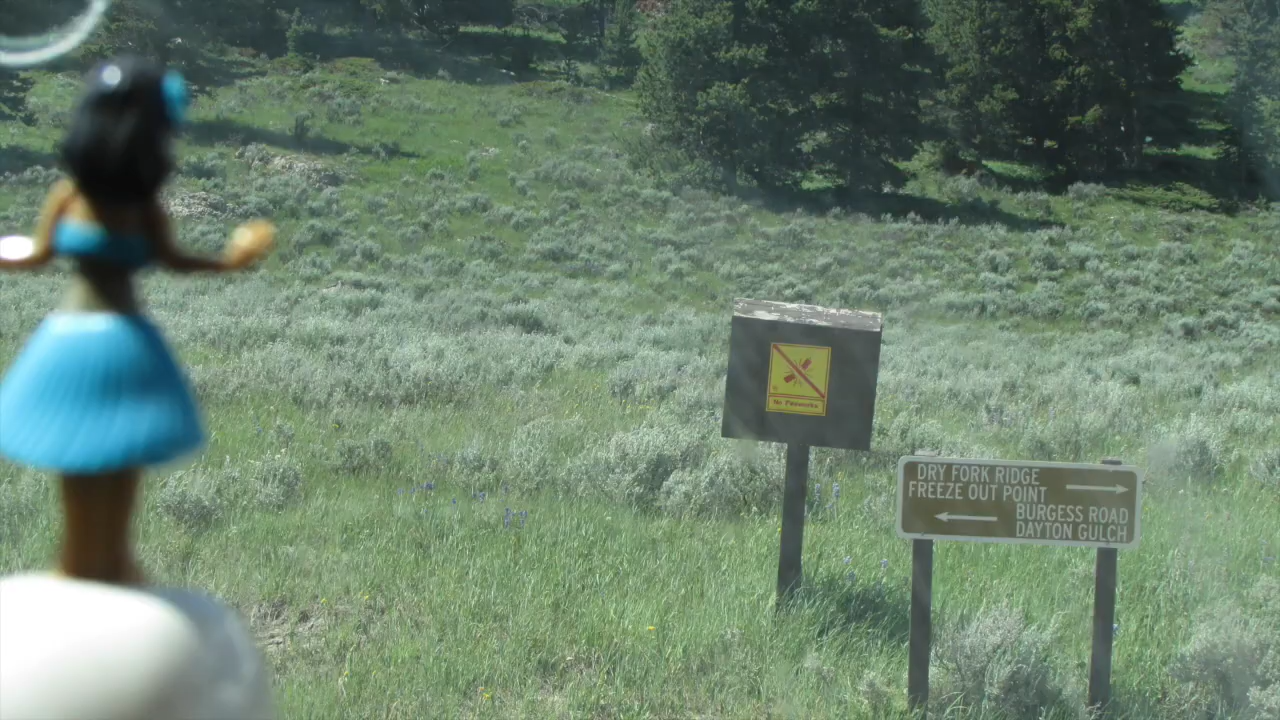 No Fireworks
DRY FORK RIDGE
FREEZE OUT POINT
BURGESS ROAD
DAYTON GULCH